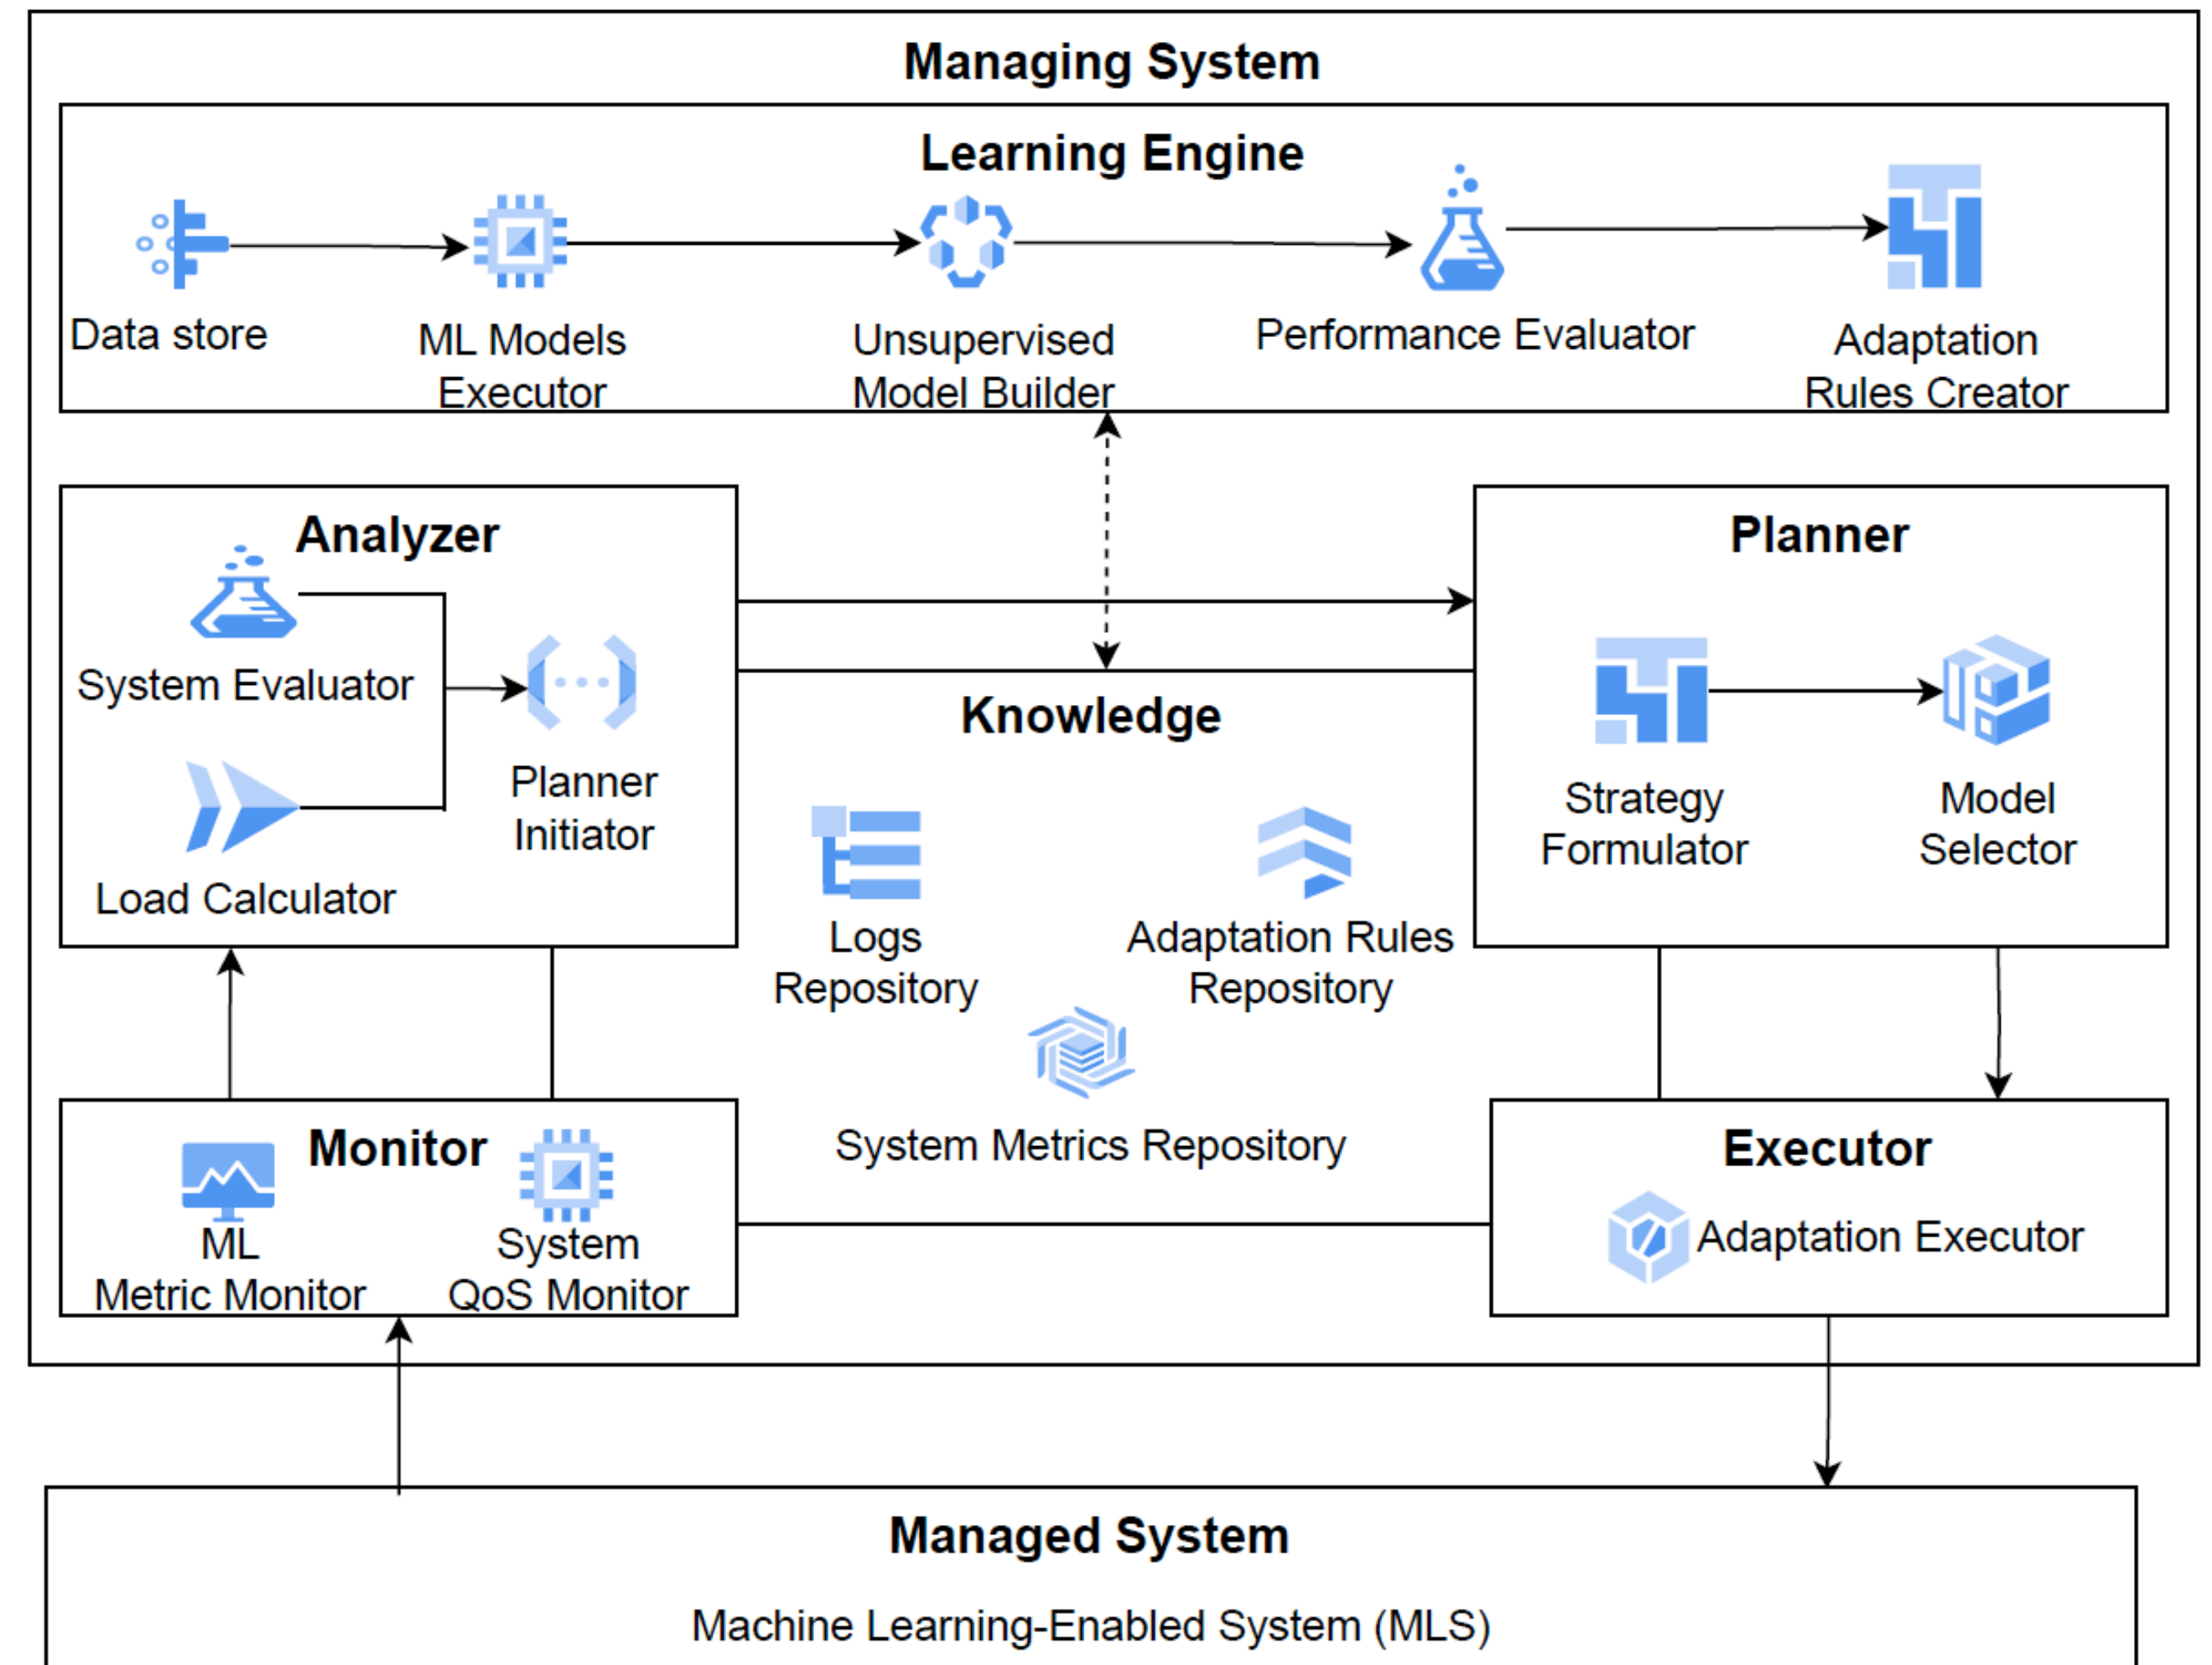 Managing System
Learning Engine
Data store
ML Models
Executor
Unsupervised
Model Builder
Performance Evaluator
Adaptation
Rules Creator
Analyzer
System Evaluator
Load Calculator
Planner
Initiator
Planner
Strategy
Formulator
Model
Selector
Knowledge
Logs
Repository
Adaptation Rules
Repository
System Metrics Repository
Monitor
ML
Metric Monitor
System
QoS Monitor
Executor
Adaptation Executor
Managed System
Machine Learning-Enabled System (MLS)